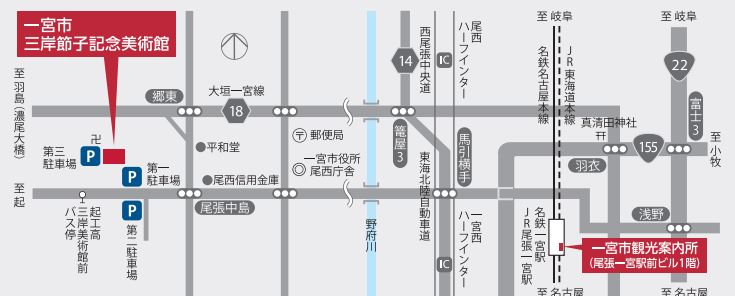 一宮市
三岸節子記念美術館
至羽島(濃尾大橋)
郷東
大垣一宮線
18
卍
第三
駐車場
P
P
第一
駐車場
P
第二駐車場
平和堂
尾西信用金庫
至起
起工高
三岸美術館前
バス停
尾張中島
〒郵便局
一宮市役所
尾西庁舎
野府川
14
西尾張中央道
尾西
ハーフインター
IC
籠屋3
馬引横手
東海北陸自動車道
一宮西
ハーフインター
IC
至 岐阜
名鉄名古屋本線
JR東海道本線
名鉄一宮駅
JR尾張一宮駅
至 名古屋
真清田神社
羽衣
155
至 岐阜
22
富士3
至小牧
浅野
一宮市観光案内所
(尾張一宮駅前ビル1階)
至 名古屋